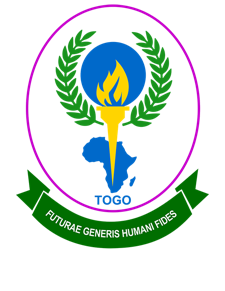 TOGO
FUTURAE GENERIS HUMANI FIDES